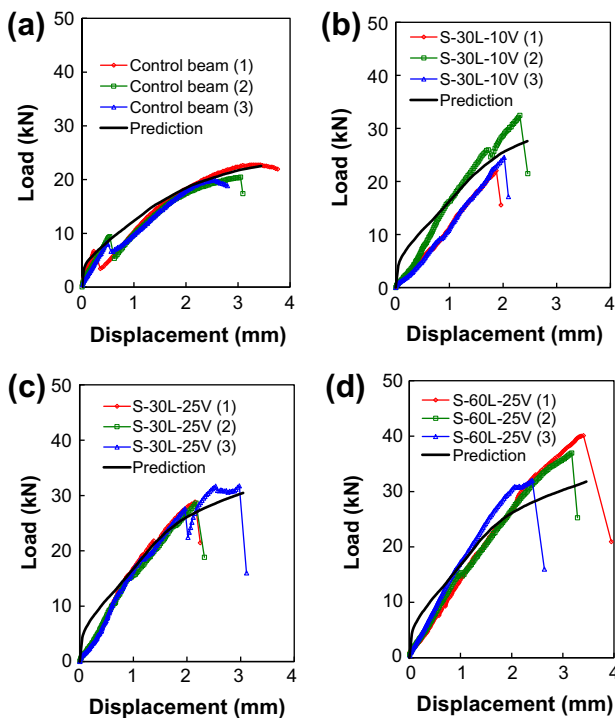 (a)
50
40
30
20
10
0
Load (kN)
Control beam (1)
Control beam (2)
Control beam (3)
Prediction
0 1 2 3 4
Displacement (mm)
(b)
50
40
30
20
10
0
Load (kN)
S-30L-10V (1)
S-30L-10V (2)
S-30L-10V (3)
Prediction
0 1 2 3 4
Displacement (mm)
(c)
50
40
30
20
10
0
Load (kN)
S-30L-25V (1)
S-30L-25V (2)
S-30L-25V (3)
Prediction
0 1 2 3 4
Displacement (mm)
(d)
50
40
30
20
10
0
Load (kN)
S-60L-25V (1)
S-60L-25V (2)
S-60L-25V (3)
Prediction
0 1 2 3 4
Displacement (mm)